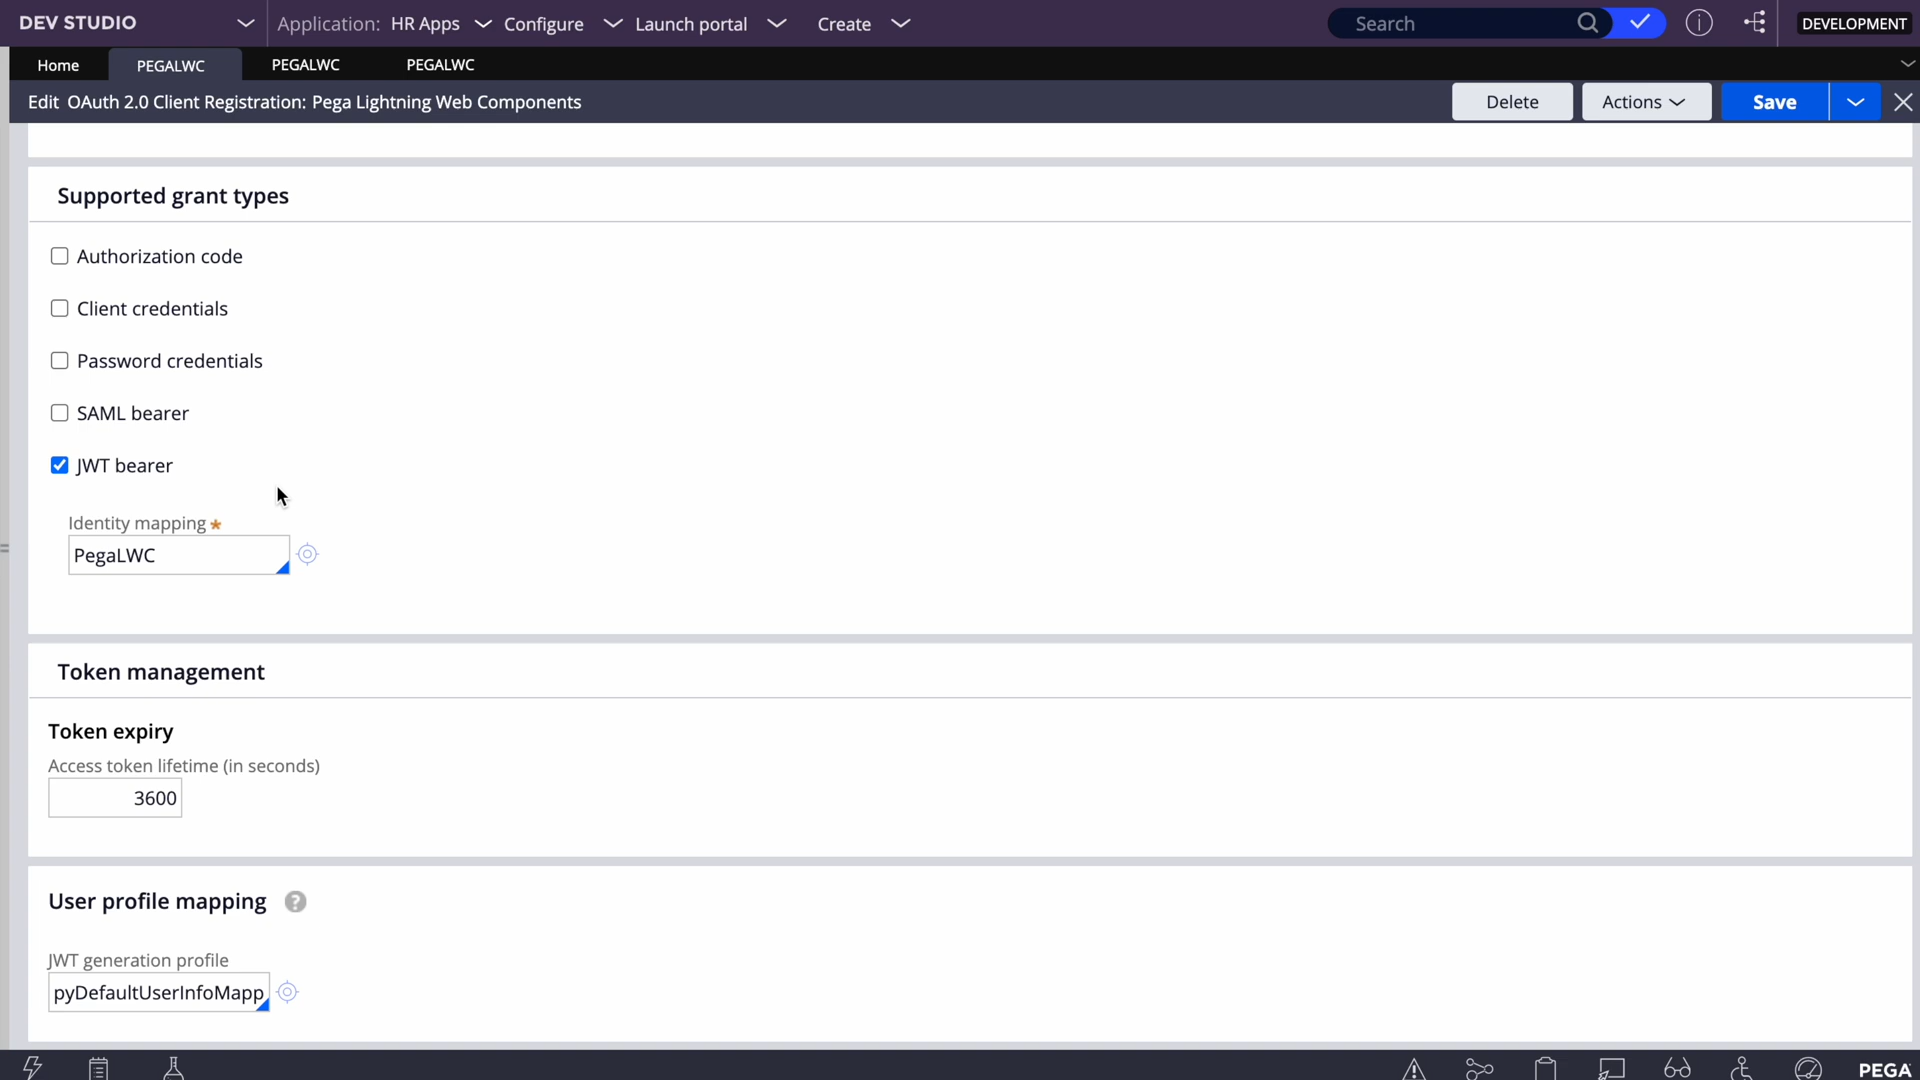 DEV STUDIO
Application: HR Apps
Configure
Launch portal
Create
Search
DEVELOPMENT
Home
PEGALWC
PEGALWC
PEGALWC
Edit OAuth 2.0 Client Registration: Pega Lightning Web Components
Delete
Actions
Save
Supported grant types
Authorization code
Client credentials
Password credentials
SAML bearer
JWT bearer
Identity mapping ★
PegaLWC
Token management
Token expiry
Access token lifetime (in seconds)
3600
User profile mapping ?
JWT generation profile
pyDefaultUserInfoMapp
PEGA